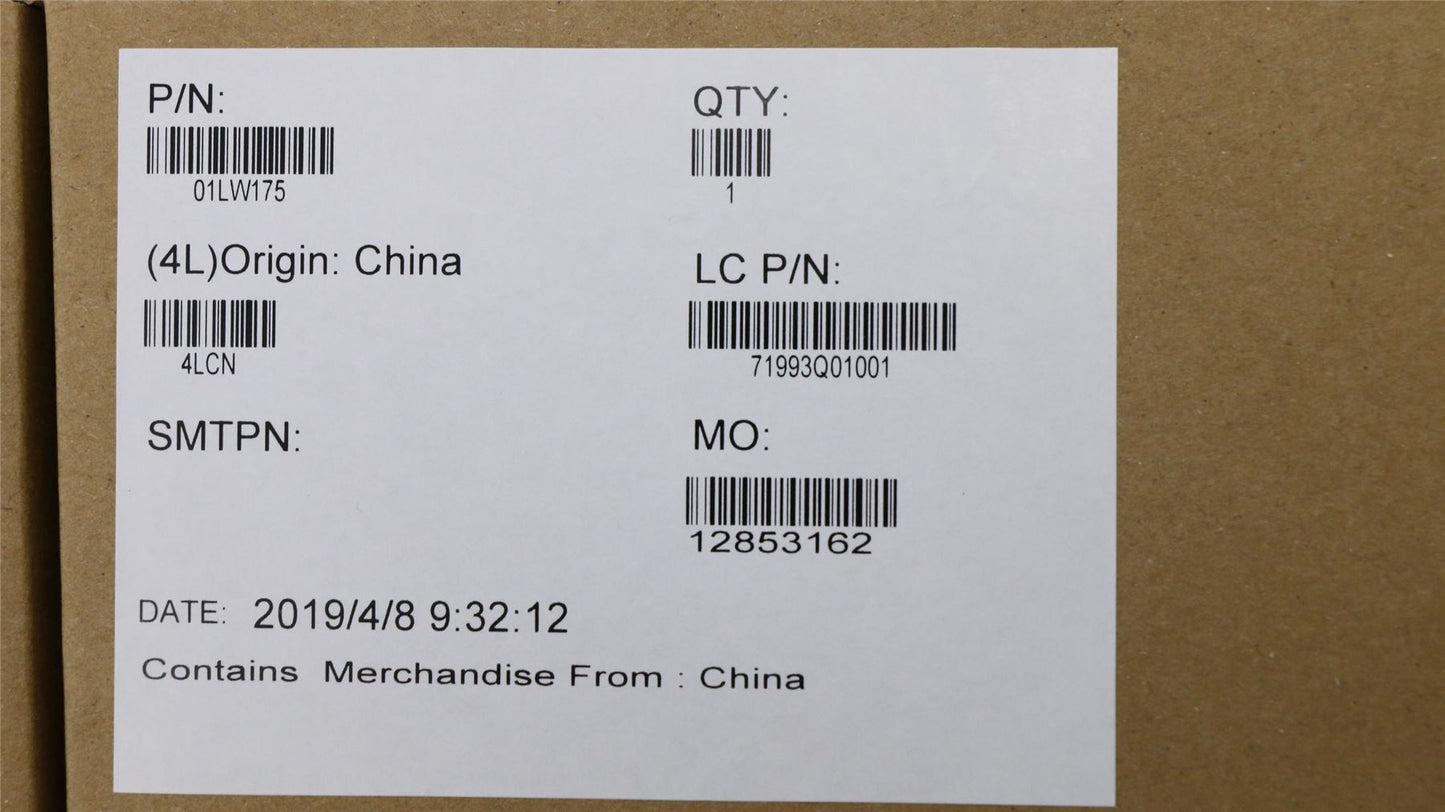 P/N:
01LW175
QTY:
1
(4L)Origin: China
4LCN
LC P/N:
71993Q01001
SMTPN:
MO:
12853162
DATE: 2019/4/8 9:32:12
Contains Merchandise From : China